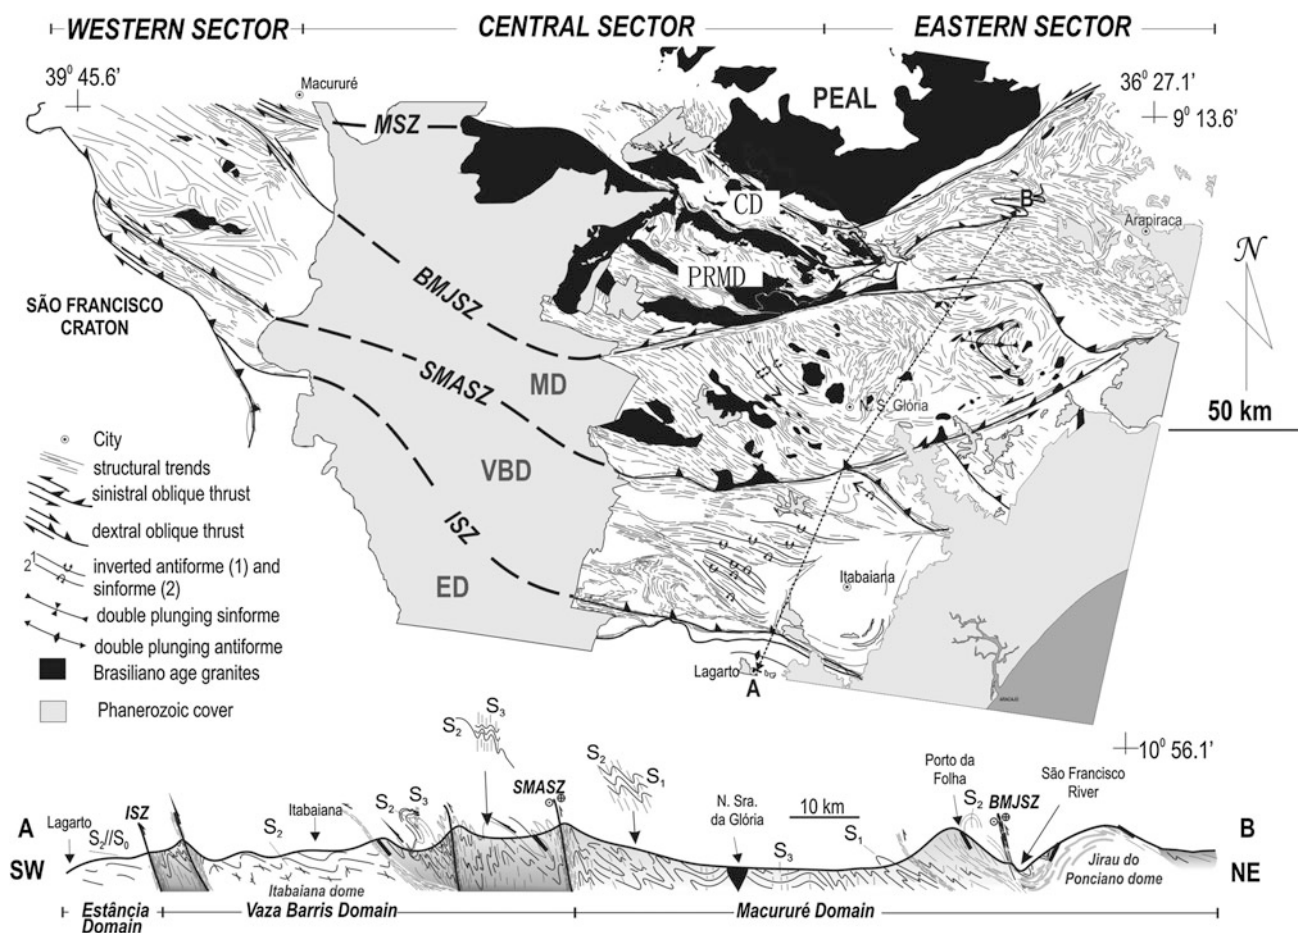 WESTERN SECTOR
CENTRAL SECTOR
EASTERN SECTOR
39⁰ 45.6'
Macururé
36⁰ 27.1'
9⁰ 13.6'
PEAL
MSZ
CD
B
Arapiraca
PRMD
N
SÃO FRANCISCO
CRATON
BMJSZ
SMASZ
MD
N. S. Glória
50 km
VBD
ISZ
ED
Itabaiana
Lagarto
A
City
structural trends
sinistral oblique thrust
dextral oblique thrust
1
2
inverted antiforme (1) and
sinforme (2)
double plunging sinforme
double plunging antiforme
Brasiliano age granites
Phanerozoic cover
10⁰ 56.1'
S₃
S₂
S₂
S₁
SMASZ
N. Sra.
da Glória
10 km
Porto da
Folha
São Francisco
River
S₂
BMJSZ
A
Lagarto
ISZ
S₂//S₀
S₂
Itabaiana
S₂
S₃
S₃
S₁
B
SW
NE
Itabaiana dome
Jirau do
Ponciano dome
Estância
Domain
Vaza Barris Domain
Macururé Domain